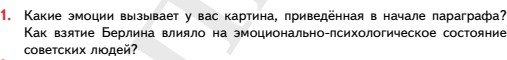 1. Какие эмоции вызывает у вас картина, приведённая в начале параграфа?
Как взятие Берлина влияло на эмоционально-психологическое состояние
советских людей?